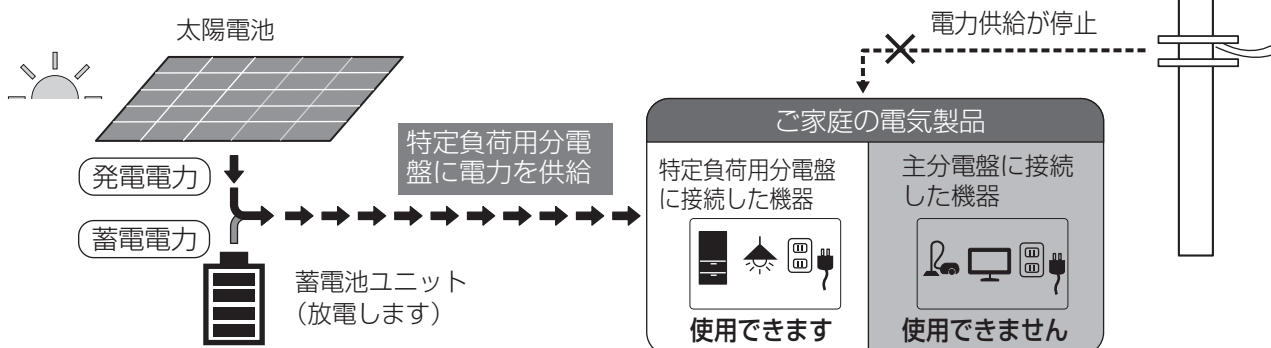 太陽電池
電力供給が停止
発電電力
蓄電電力
特定負荷用分電
盤に電力を供給
蓄電池ユニット
（放電します）
ご家庭の電気製品
特定負荷用分電盤
に接続した機器
使用できます
主分電盤に接続
した機器
使用できません